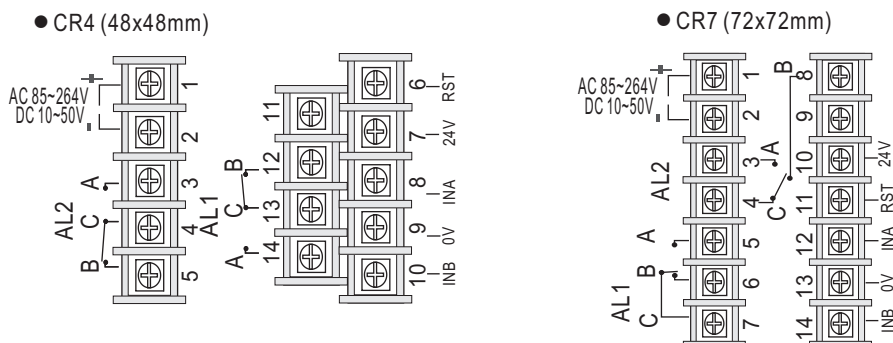 ● CR4 (48x48mm)
AC 85~264V
DC 10~50V
+
-
1
2
3
4
5
A
C
B
AL2
11
12
13
14
B
C
A
AL1
6
7
8
9
10
RST
24V
INA
0V
INB
● CR7 (72x72mm)
AC 85~264V
DC 10~50V
+
-
1
2
3
4
5
6
7
A
C
B
AL2
A
B
C
AL1
8
9
10
11
12
13
14
24V
RST
INA
0V
INB